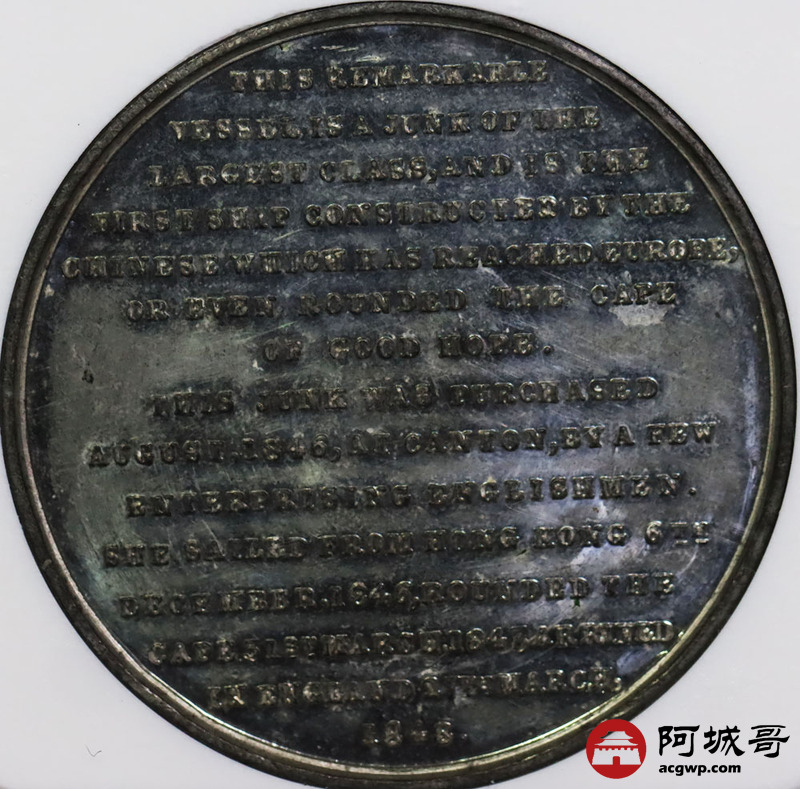 THIS REMARKABLE
VESSEL, IS A JUNK OF THE
LARGEST CLASS, AND IS THE
FIRST SHIP CONSTRUCTED BY THE
CHINESE WHICH HAS REACHED EUROPE,
OR EVEN ROUNDED THE CAPE
OF GOOD HOPE.
THIS JUNK WAS PURCHASED
AUGUST, 1846, AT CANTON, BY A FEW
ENTERPRISING ENGLISHMEN.
SHE SAILED FROM HONG KONG 6TH
DECEMBER, 1846, ROUNDED THE
CAPE, 31ST MARCH, 1847, & ARRIVED
IN ENGLAND 27TH MARCH,
1848.
阿城哥
acgwp.com